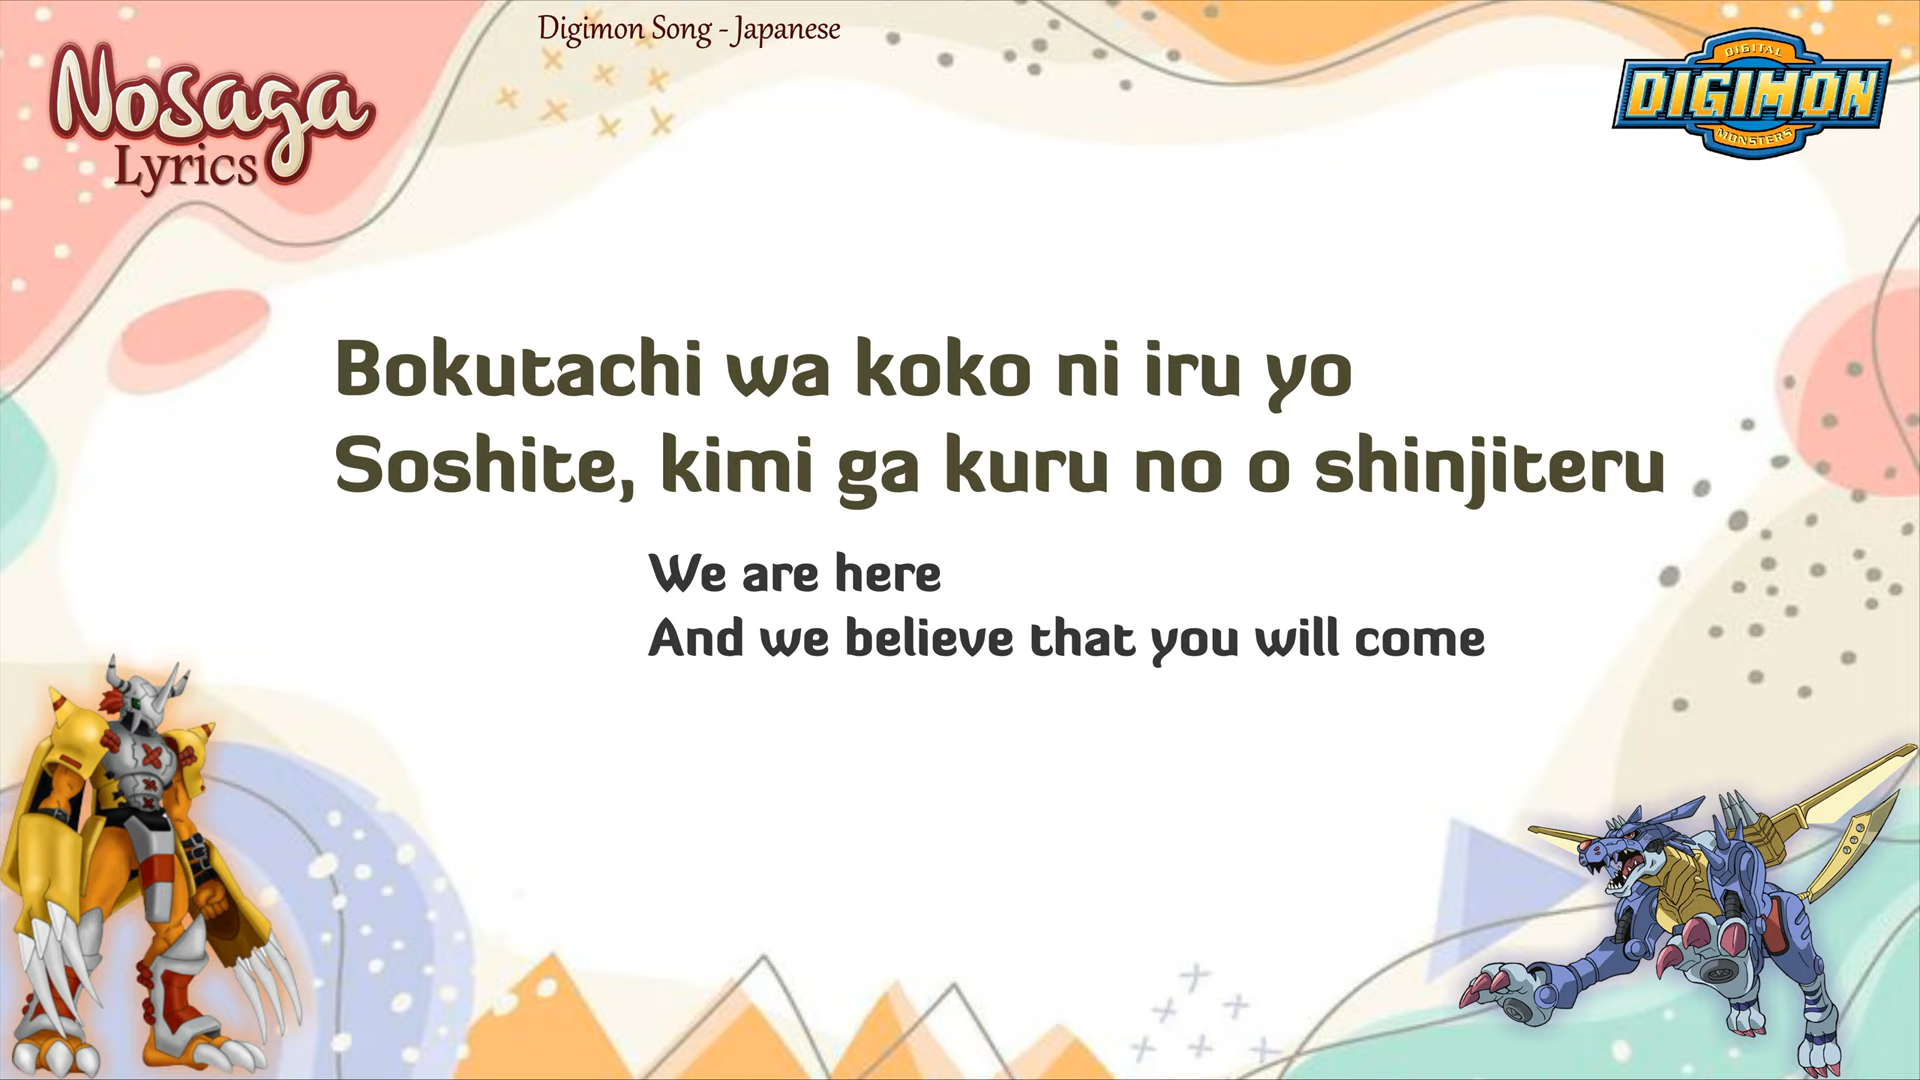 Digimon Song - Japanese
Nosaga
Lyrics
DIGITAL
DIGIMON
MONSTERS
Bokutachi wa koko ni iru yo
Soshite, kimi ga kuru no o shinjiteru
We are here
And we believe that you will come